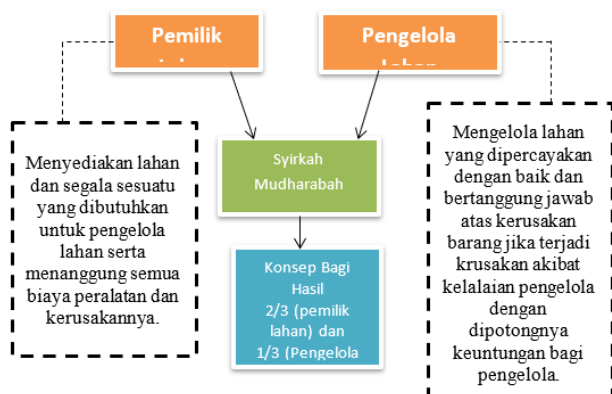 Pemilik
Pengelola
lahan
Menyediakan lahan
dan segala sesuatu
yang dibutuhkan
untuk pengelola
lahan serta
menanggung semua
biaya peralatan dan
kerusakannya.
Syirkah
Mudharabah
Konsep Bagi
Hasil
2/3 (pemilik
lahan) dan
1/3 (Pengelola
Mengelola lahan
yang dipercayakan
dengan baik dan
bertanggung jawab
atas kerusakan
barang jika terjadi
krusakan akibat
kelalaian pengelola
dengan
dipotongnya
keuntungan bagi
pengelola.